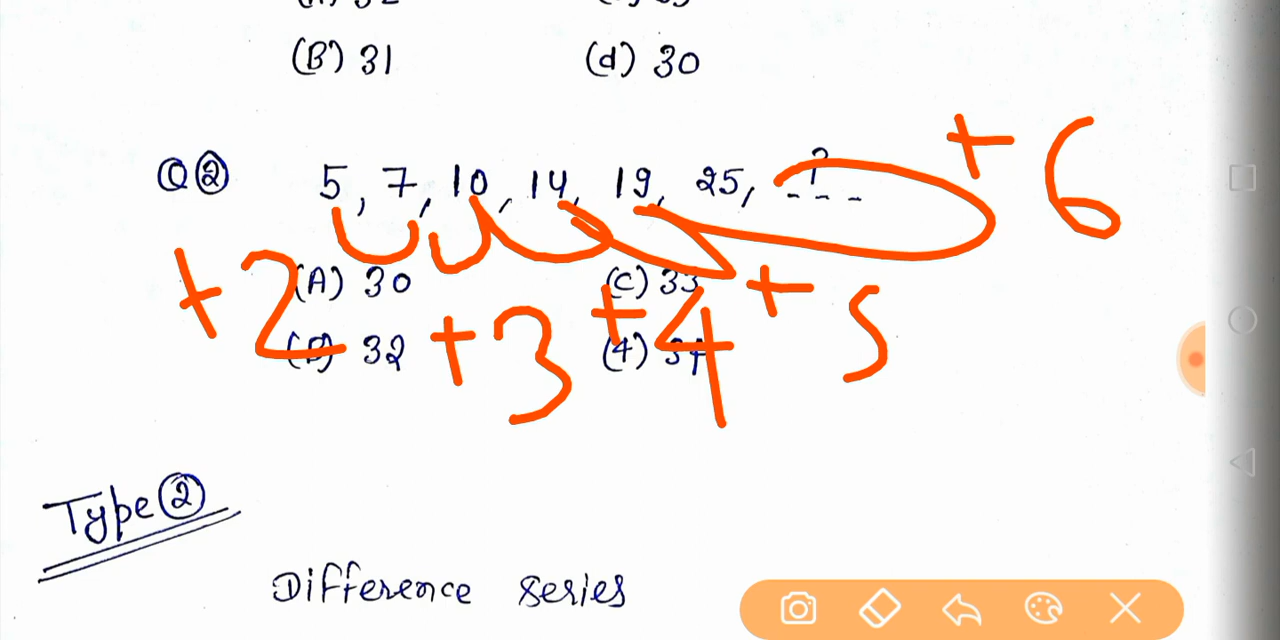 (B) 31 (d) 30
Q② 5, 7, 10, 14, 19, 25, ---?
+6
(A) 30 (C) 33
+2 +3 +4 +5
32 (4)
Type②
Difference series